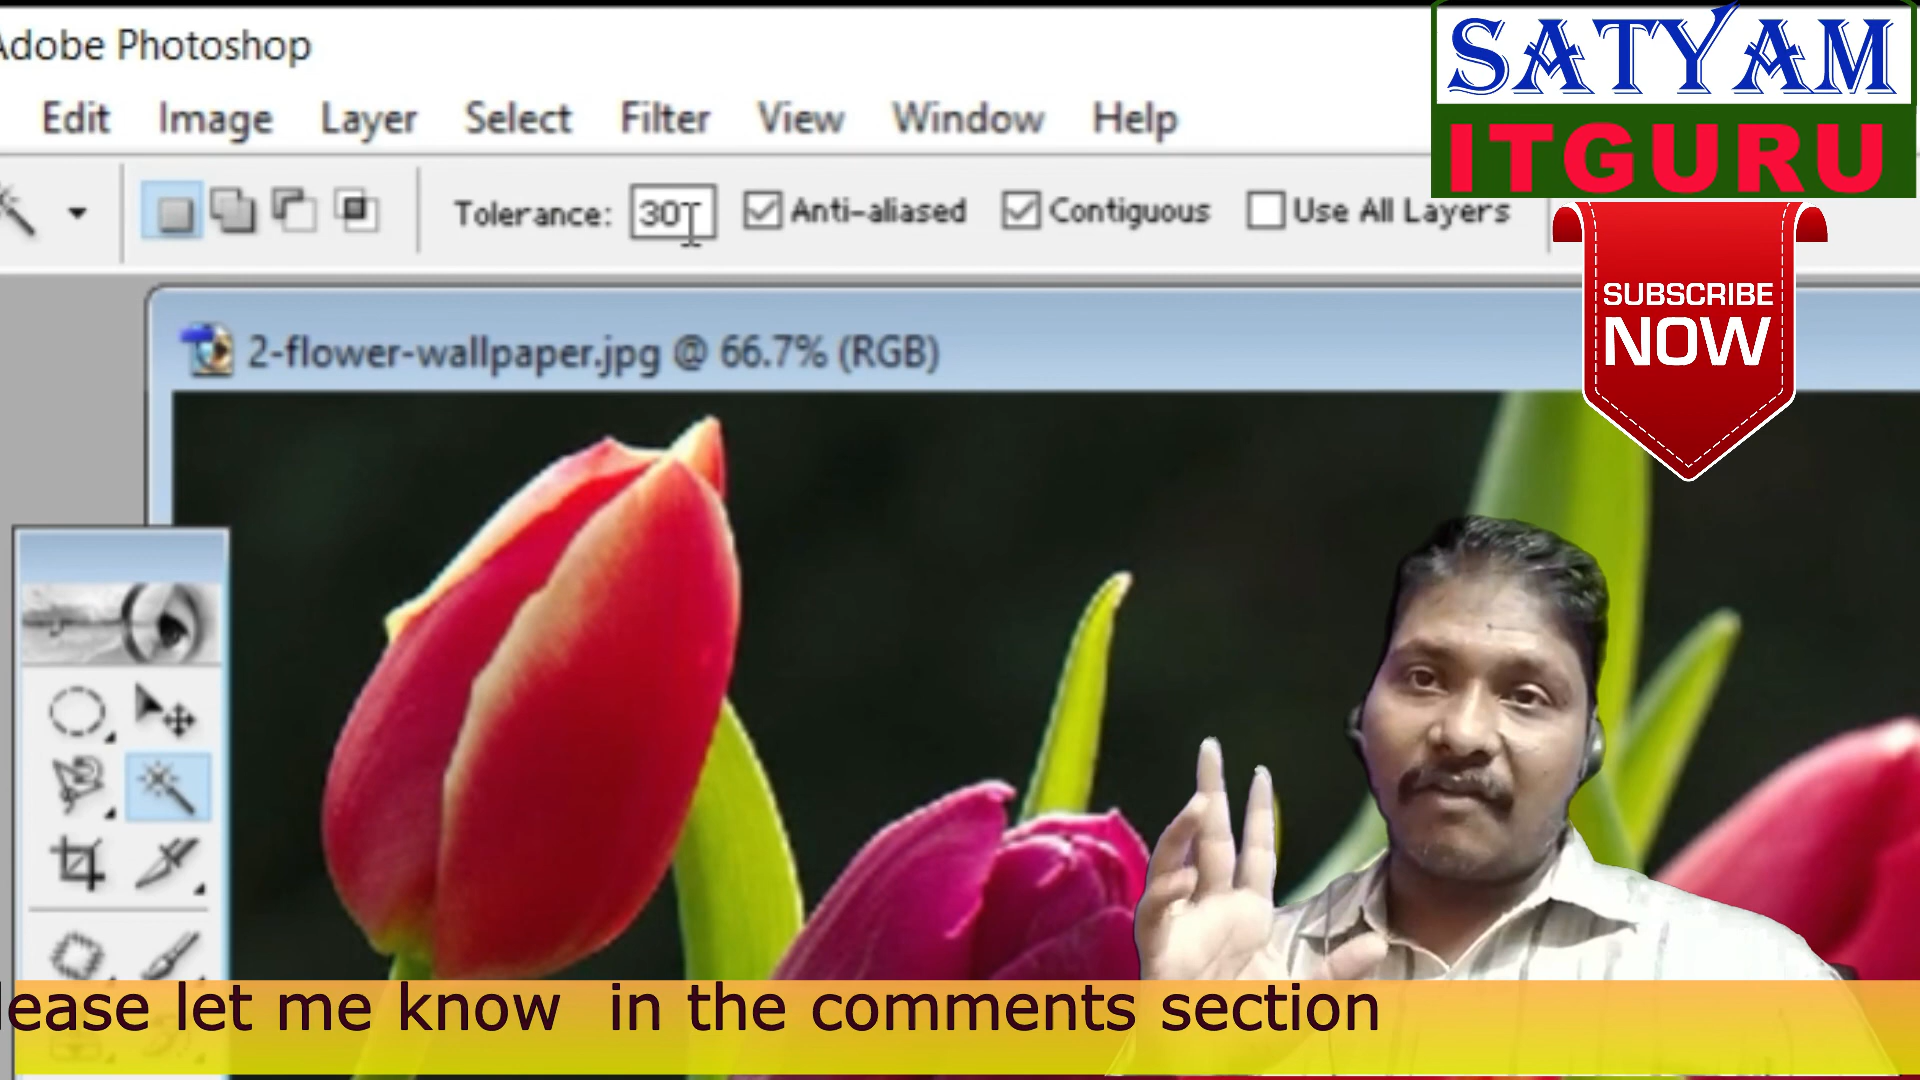 Adobe Photoshop
SATYAM
ITGURU
Edit Image Layer Select Filter View Window Help
Tolerance: 30 Anti-aliased Contiguous Use All Layers
SUBSCRIBE
NOW
2-flower-wallpaper.jpg @ 66.7% (RGB)
lease let me know in the comments section